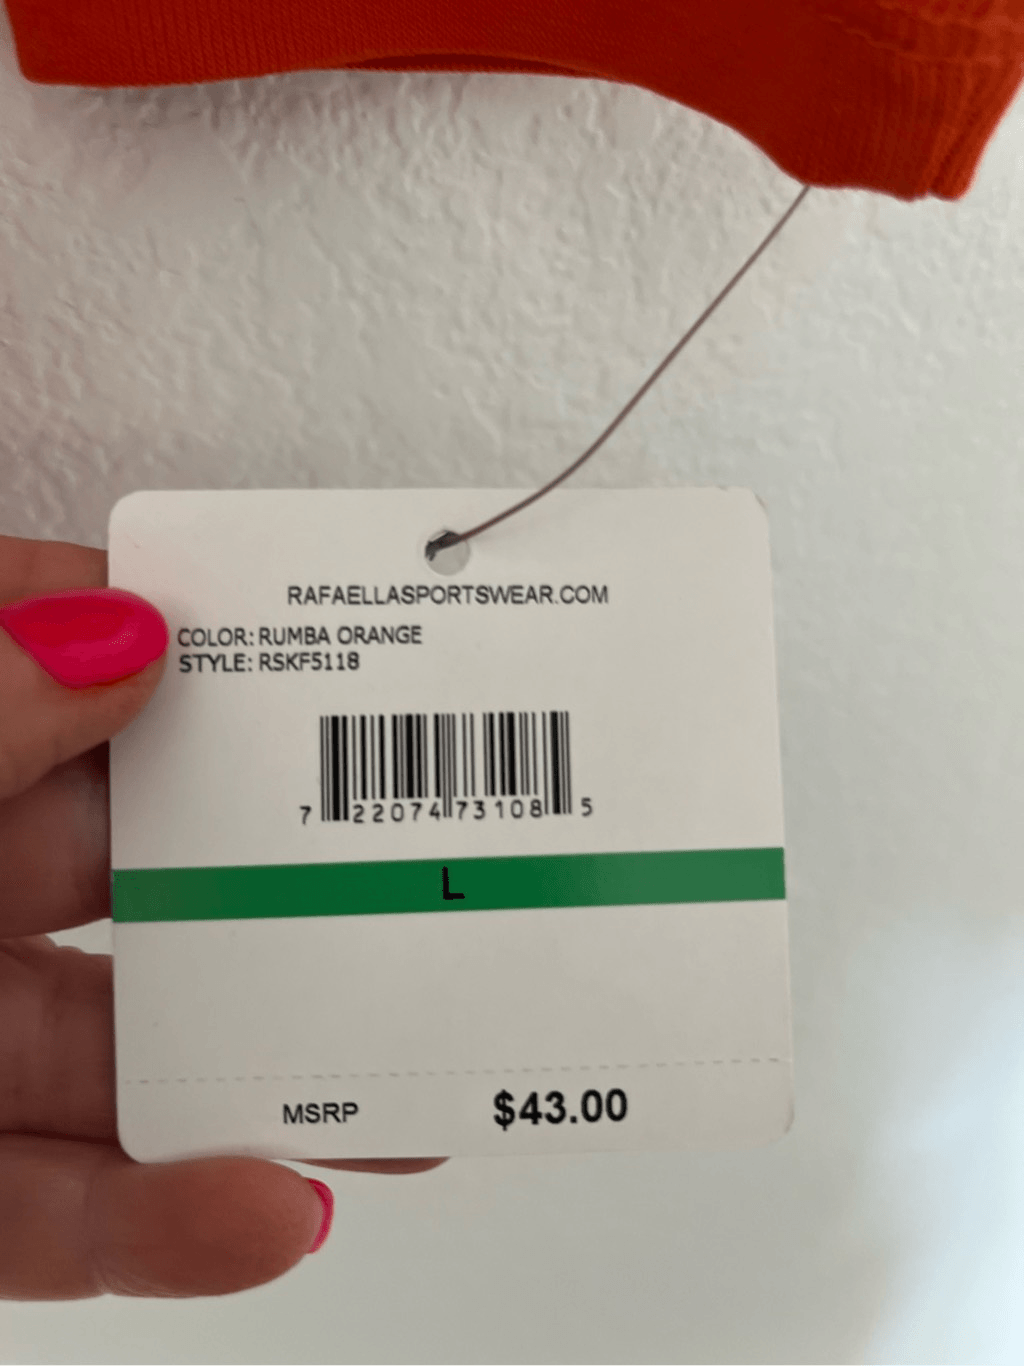 RAFAELLASPORTSWEAR.COM
COLOR: RUMBA ORANGE
STYLE: RSKF5118
7 22074 73108 5
L
MSRP $43.00